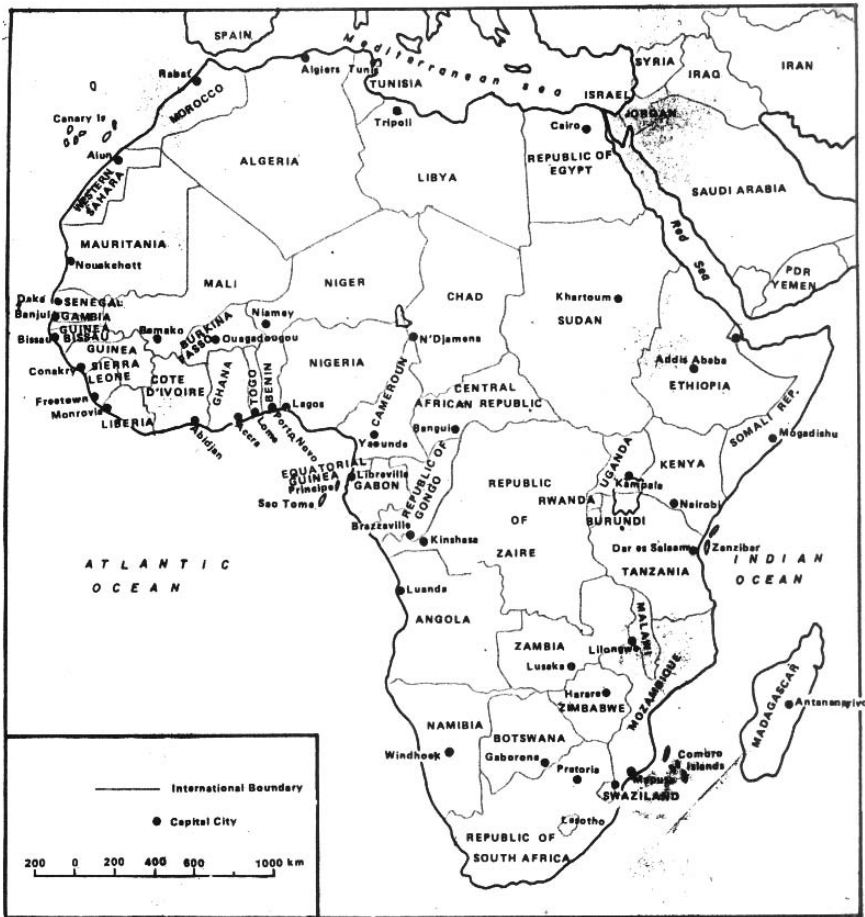 SPAIN
Mediterranean sea
SYRIA
IRAQ
IRAN
ISRAEL
JORDAN
Rabat
Algiers
Tunis
TUNISIA
MOROCCO
Canary Is
Tripoli
Cairo
Aiun
ALGERIA
LIBYA
REPUBLIC OF
EGYPT
SAUDI ARABIA
WESTERN
SAHARA
Red Sea
MAURITANIA
Nouakchott
MALI
NIGER
CHAD
Khartoum
SUDAN
PDR
YEMEN
Daka
SENEGAL
Banjul
GAMBIA
Bissau
GUINEA
BISSAU
Bamako
BURKINA
FASSO
Niamey
Ouagadougou
N'Djamena
GUINEA
Conakry
SIERRA
LEONE
COTE
D'IVOIRE
GHANA
TOGO
BENIN
NIGERIA
Addis Ababa
ETHIOPIA
Freetown
Monrovia
LIBERIA
Abidjan
Accra
Lome
Porto Novo
Lagos
CAMEROUN
Yaounde
CENTRAL
AFRICAN REPUBLIC
Bangui
SOMALI REP.
Mogadishu
EQUATORIAL
GUINEA
Principe
Sao Tome
Libreville
GABON
REPUBLIC OF
CONGO
REPUBLIC
OF
ZAIRE
UGANDA
Kampala
KENYA
Nairobi
RWANDA
BURUNDI
Brazzaville
Kinshasa
Dar es Salaam
Zanzibar
TANZANIA
ATLANTIC
OCEAN
INDIAN
OCEAN
Luanda
ANGOLA
ZAMBIA
Lusaka
Lilongwe
MALAWI
MOZAMBIQUE
Harare
ZIMBABWE
MADAGASCAR
Antananarivo
NAMIBIA
Windhoek
BOTSWANA
Gaborone
Pretoria
Maputo
Comoro
Islands
SWAZILAND
Lesotho
REPUBLIC OF
SOUTH AFRICA
International Boundary
Capital City
200 0 200 400 600 1000 km